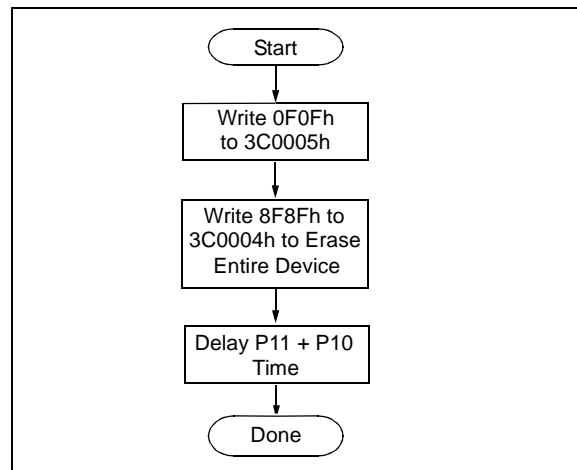 Start
Write 0F0Fh
to 3C0005h
Write 8F8Fh to
3C0004h to Erase
Entire Device
Delay P11 + P10
Time
Done